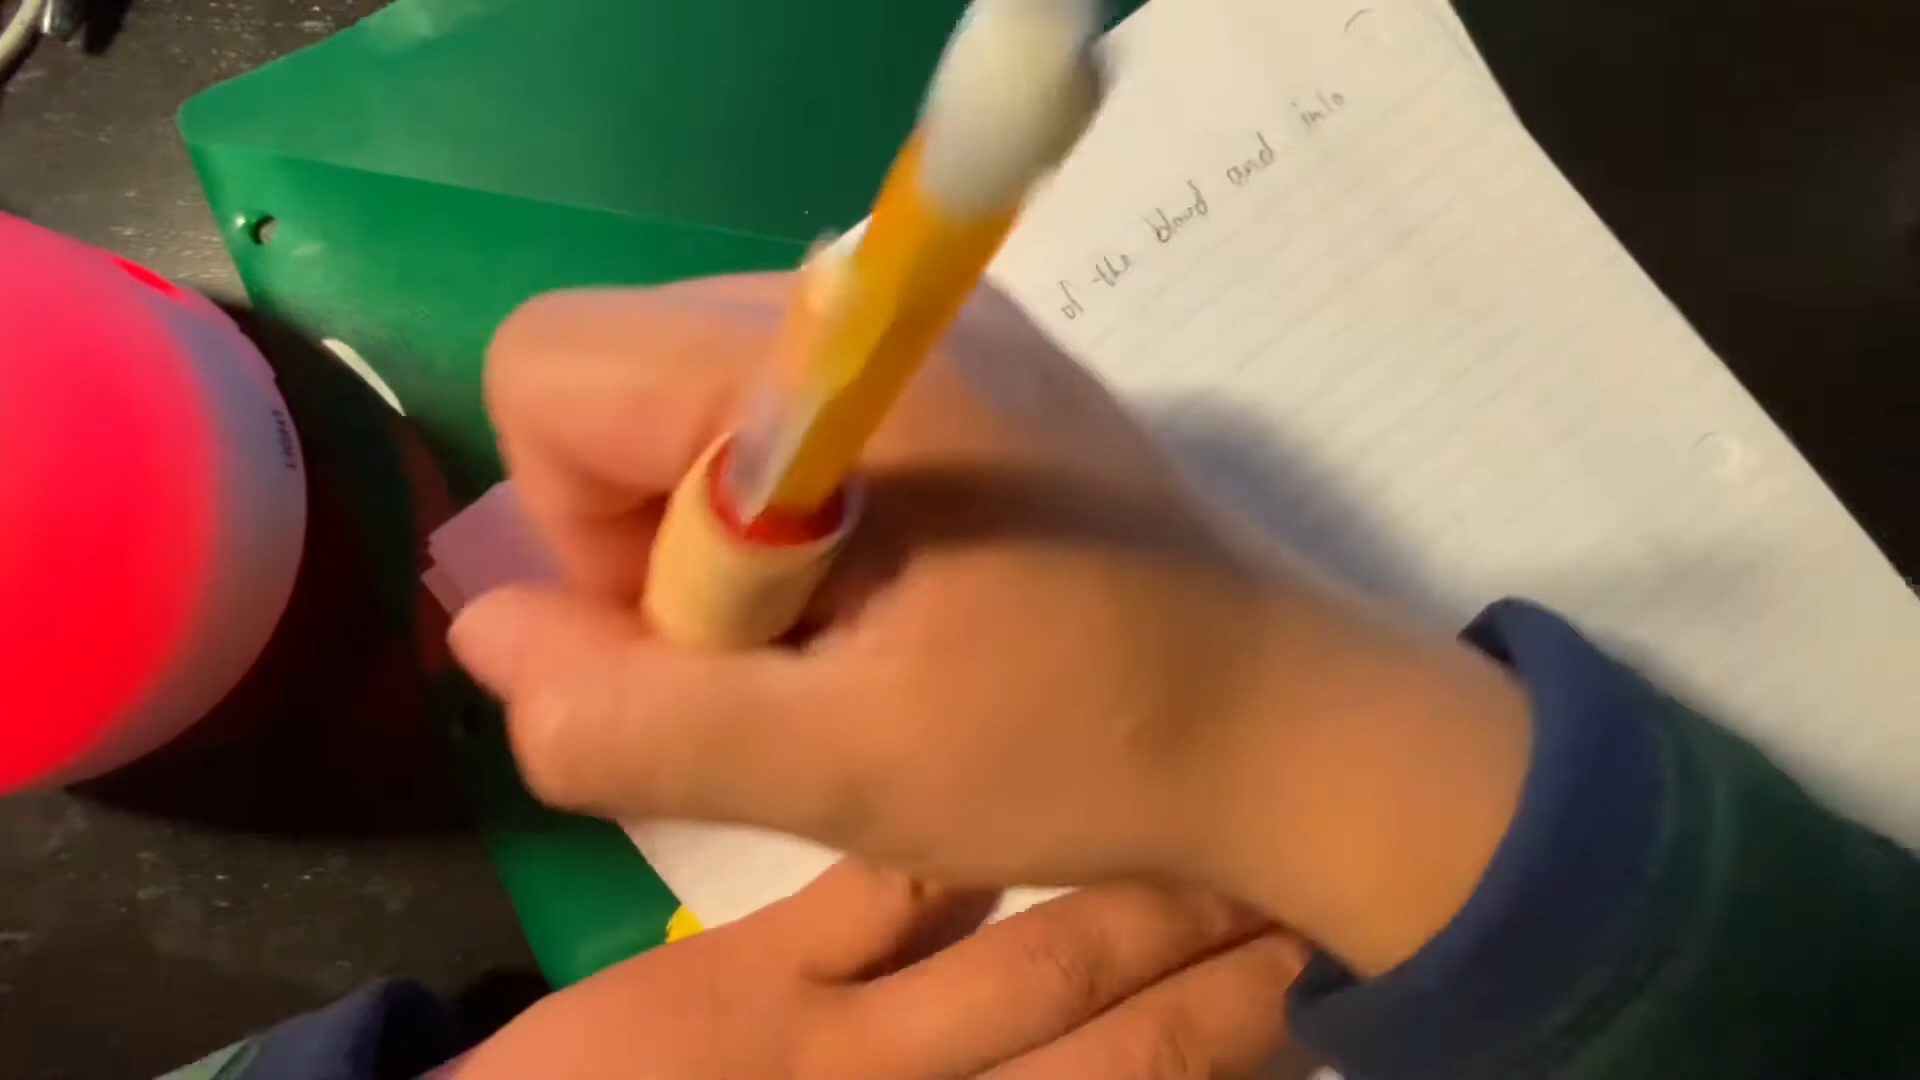 of the blood and into